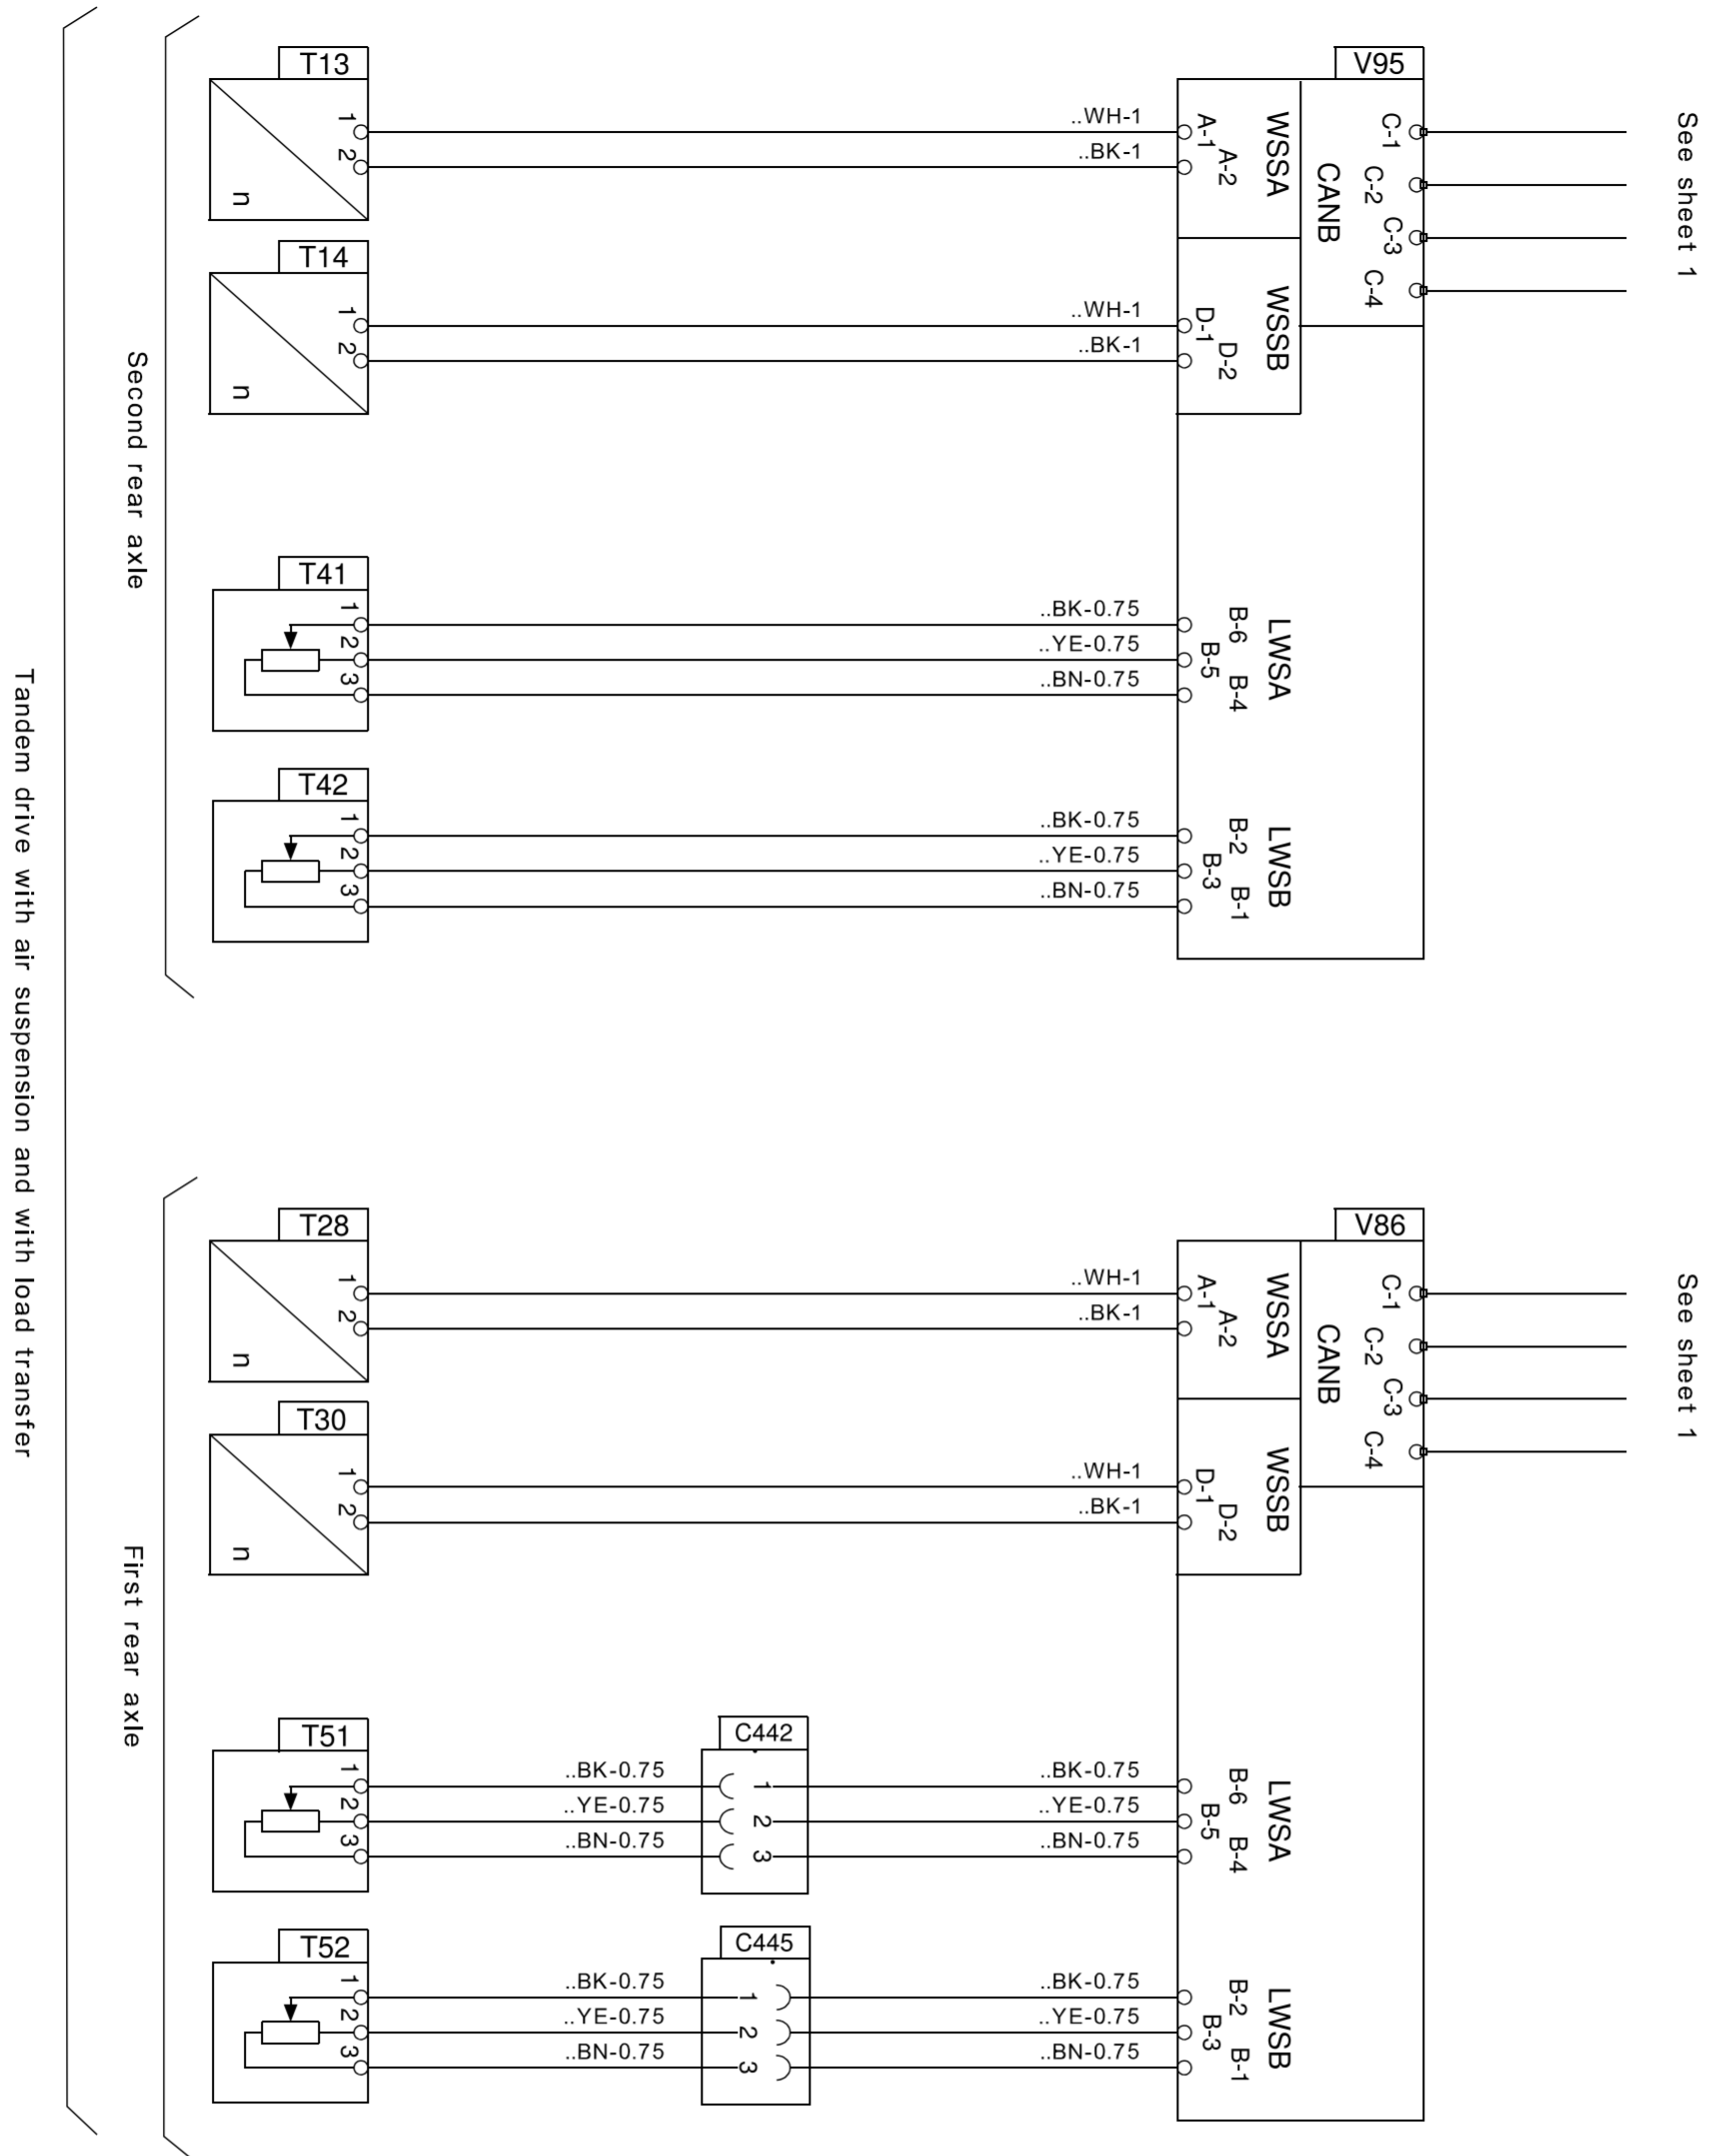 Tandem drive with air suspension and with load transfer
Second rear axle
T13
1
2
n
..WH-1
..BK-1
A-1
A-2
WSSA
V95
CANB
C-1
C-2
C-3
C-4
See sheet 1
T14
1
2
n
..WH-1
..BK-1
D-1
D-2
WSSB
T41
1
2
3
..BK-0.75
..YE-0.75
..BN-0.75
B-6
B-5
B-4
LWSA
T42
1
2
3
..BK-0.75
..YE-0.75
..BN-0.75
B-2
B-3
B-1
LWSB
First rear axle
T28
1
2
n
..WH-1
..BK-1
A-1
A-2
WSSA
V86
CANB
C-1
C-2
C-3
C-4
See sheet 1
T30
1
2
n
..WH-1
..BK-1
D-1
D-2
WSSB
T51
1
2
3
..BK-0.75
..YE-0.75
..BN-0.75
C442
1
2
3
..BK-0.75
..YE-0.75
..BN-0.75
B-6
B-5
B-4
LWSA
T52
1
2
3
..BK-0.75
..YE-0.75
..BN-0.75
C445
1
2
3
..BK-0.75
..YE-0.75
..BN-0.75
B-2
B-3
B-1
LWSB